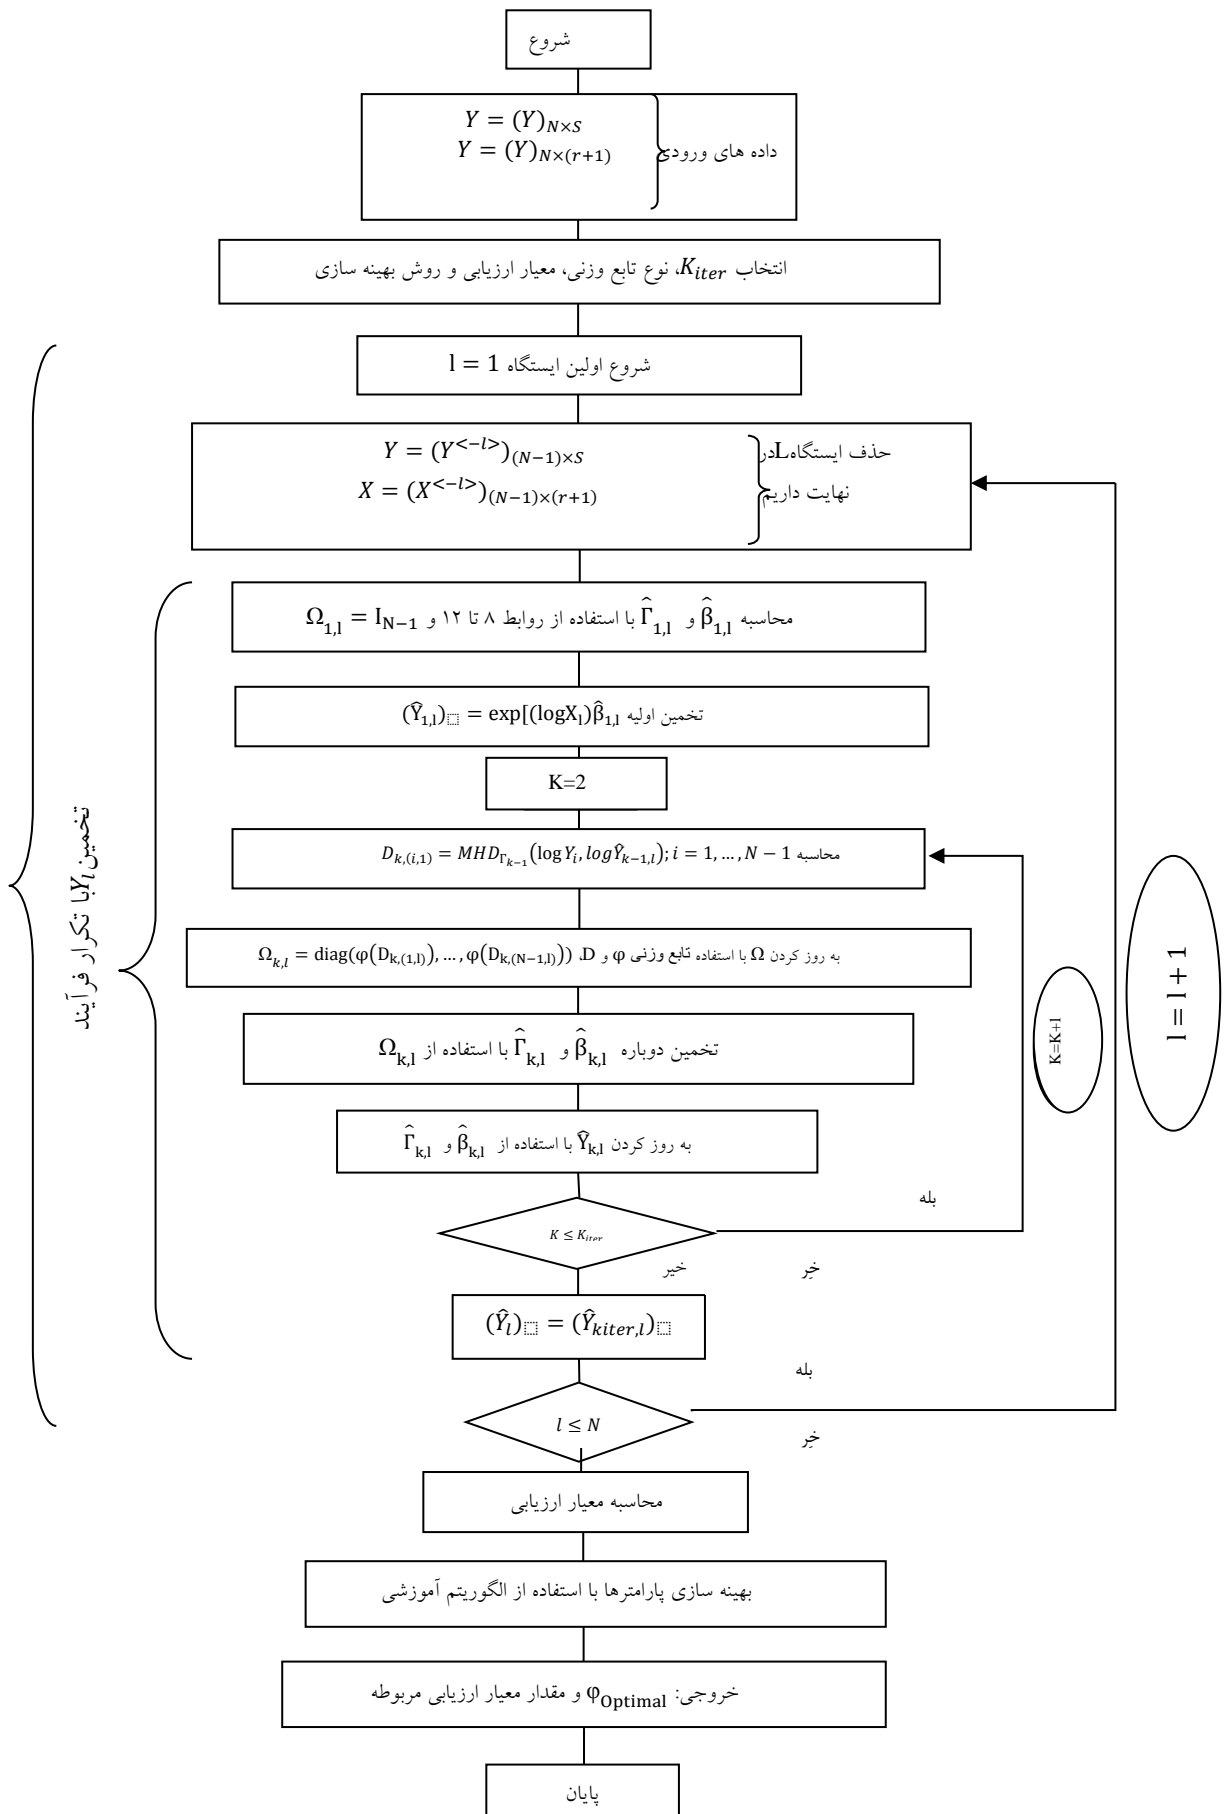 شروع
Y = (Y)_{N×S}
Y = (Y)_{N×(r+1)}
داده های ورودی
انتخاب K_{iter}، نوع تابع وزنی، معیار ارزیابی و روش بهینه سازی
شروع اولین ایستگاه l = 1
حذف ایستگاه L در
نهایت داریم
Y = (Y^{<-l>})_{(N-1)×S}
X = (X^{<-l>})_{(N-1)×(r+1)}
محاسبه β̂_{1,l} و Γ̂_{1,l} با استفاده از روابط ۸ تا ۱۲ و Ω_{1,l} = I_{N-1}
تخمین اولیه (Ŷ_{1,l})_⬚ = exp[(logX_l)β̂_{1,l}
K=2
محاسبه D_{k,(i,1)} = MHD_{Γ_{k-1}}(log Y_i, logŶ_{k-1,l}); i = 1, ..., N − 1
به روز کردن Ω با استفاده تابع وزنی φ و D، Ω_{k,l} = diag(φ(D_{k,(1,l)}), ..., φ(D_{k,(N-1,l)}))
تخمین دوباره β̂_{k,l} و Γ̂_{k,l} با استفاده از Ω_{k,l}
به روز کردن Ŷ_{k,l} با استفاده از β̂_{k,l} و Γ̂_{k,l}
K ≤ K_{iter}
بله
خیر
خِر
(Ŷ_l)_⬚ = (Ŷ_{kiter,l})_⬚
l ≤ N
بله
خِر
K=K+1
l = l + 1
تخمین Y_l با تکرار فرآیند
محاسبه معیار ارزیابی
بهینه سازی پارامترها با استفاده از الگوریتم آموزشی
خروجی: φ_{Optimal} و مقدار معیار ارزیابی مربوطه
پایان